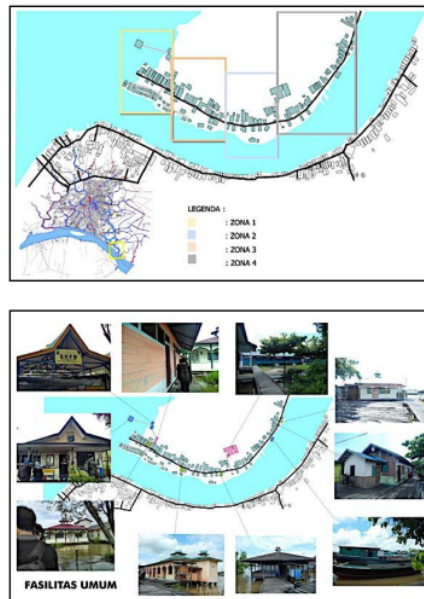 LEGENDA :
: ZONA 1
: ZONA 2
: ZONA 3
: ZONA 4
FASILITAS UMUM